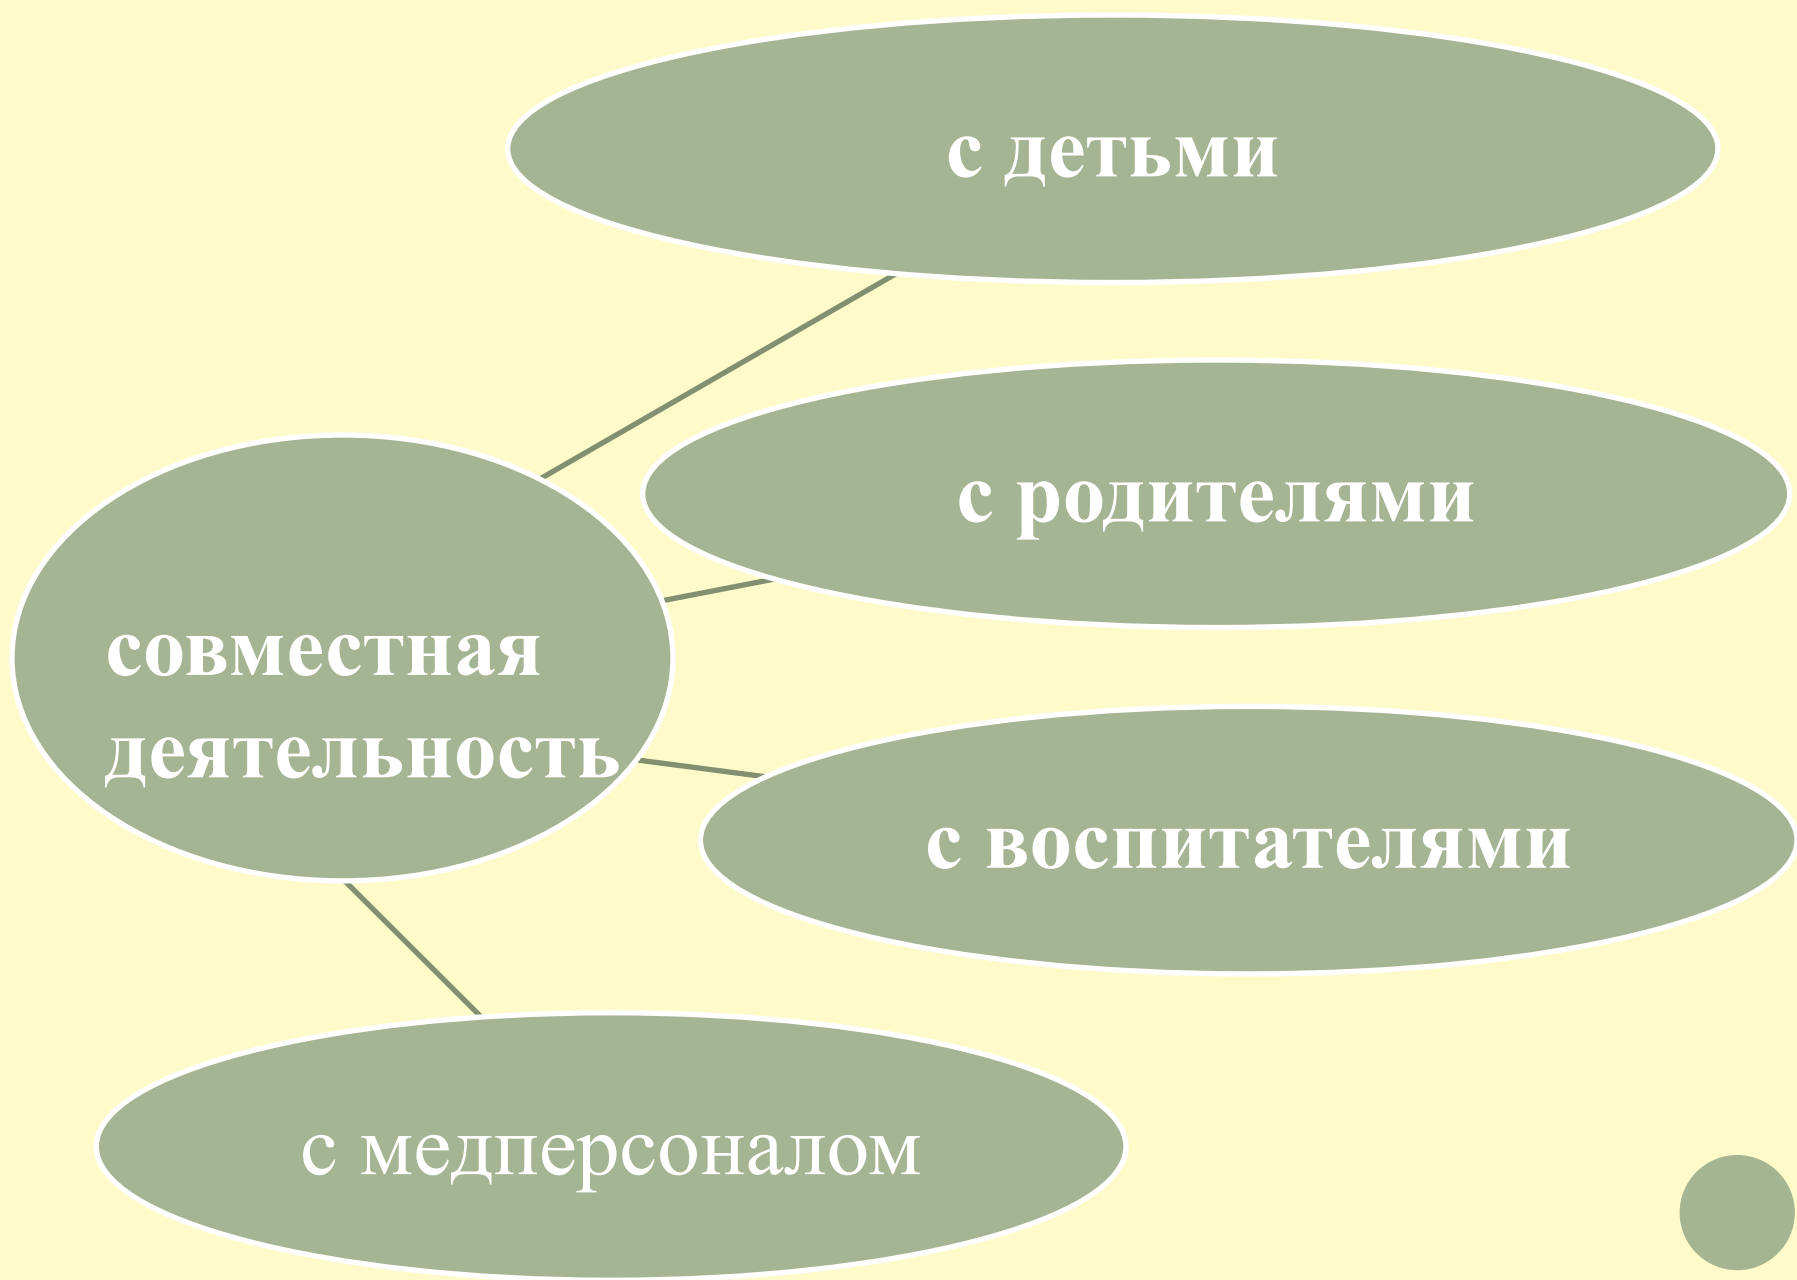 с детьми
с родителями
совместная
деятельность
с воспитателями
с медперсоналом